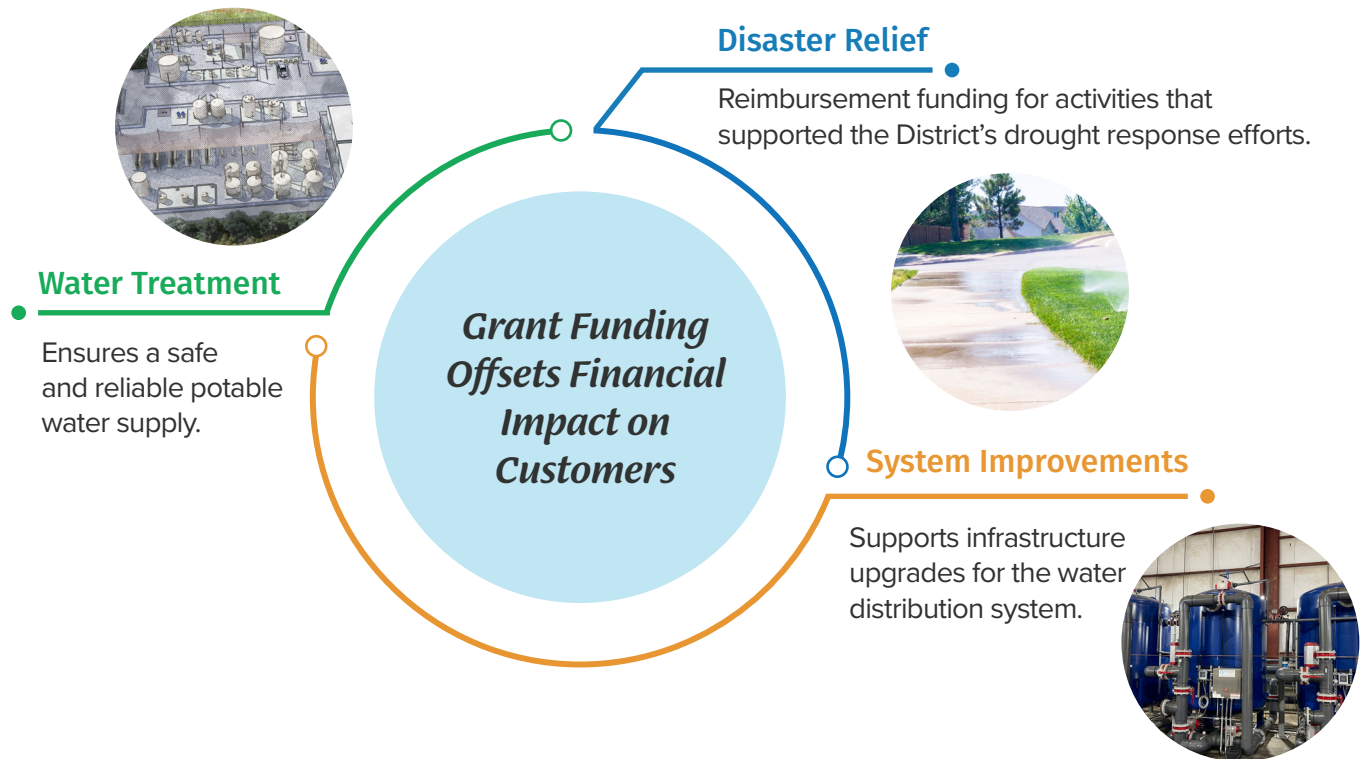 Disaster Relief
Reimbursement funding for activities that
supported the District’s drought response efforts.
Water Treatment
Ensures a safe
and reliable potable
water supply.
Grant Funding
Offsets Financial
Impact on
Customers
System Improvements
Supports infrastructure
upgrades for the water
distribution system.